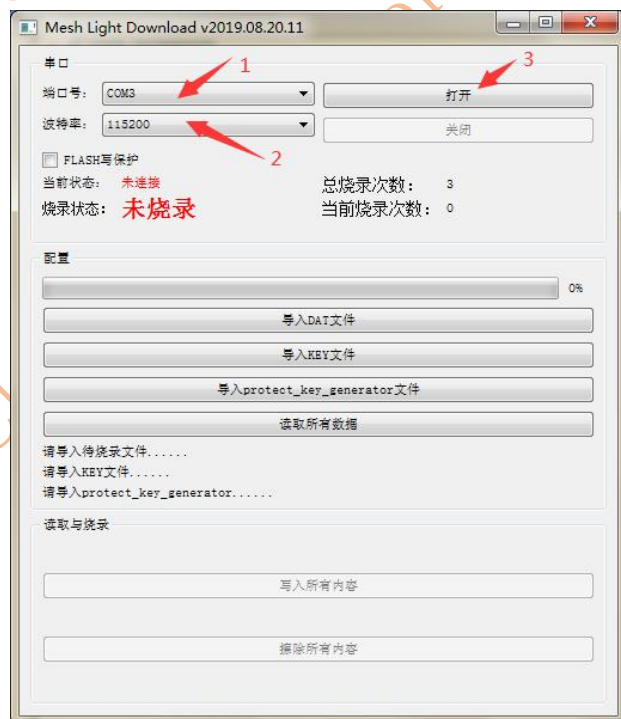 Mesh Light Download v2019.08.20.11
串口
1
3
端口号: COM3 打开
波特率: 115200 关闭
2
FLASH写保护
当前状态: 未连接 总烧录次数: 3
烧录状态: 未烧录 当前烧录次数: 0
配置
0%
导入DAT文件
导入KEY文件
导入protect_key_generator文件
读取所有数据
请导入待烧录文件......
请导入KEY文件......
请导入protect_key_generator......
读取与烧录
写入所有内容
擦除所有内容